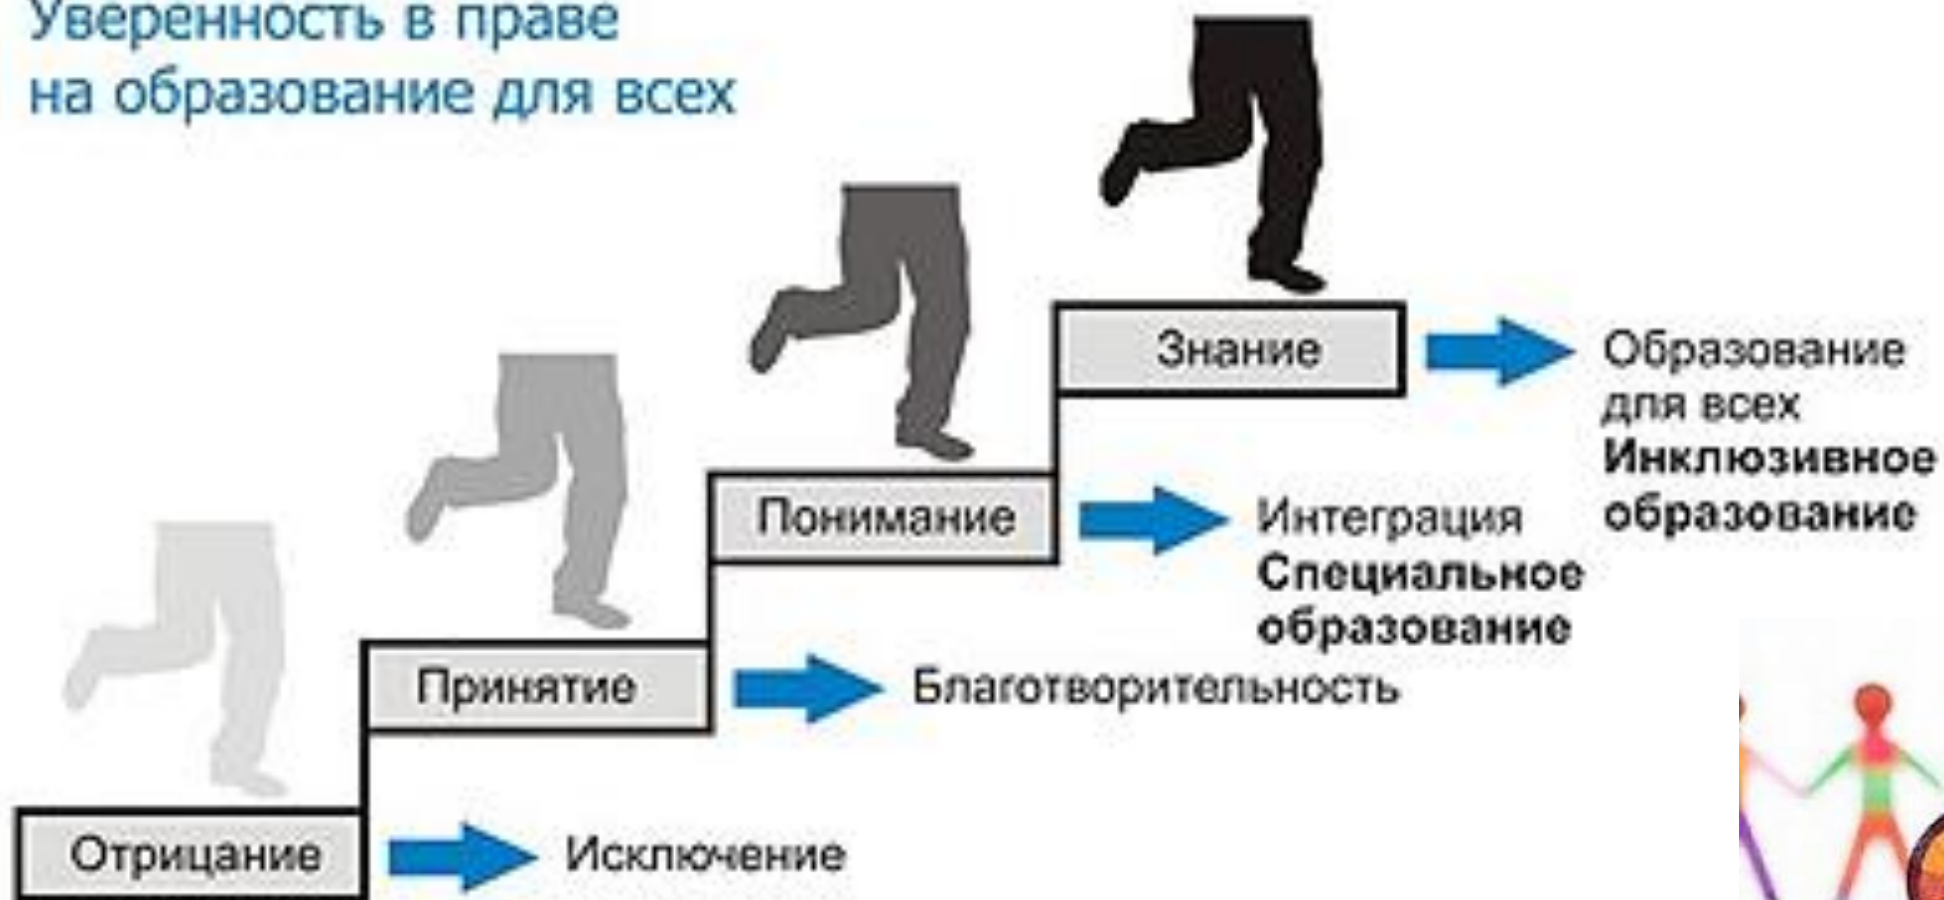 Уверенность в праве
на образование для всех
Знание
Образование
для всех
Инклюзивное
образование
Понимание
Интеграция
Специальное
образование
Принятие
Благотворительность
Отрицание
Исключение